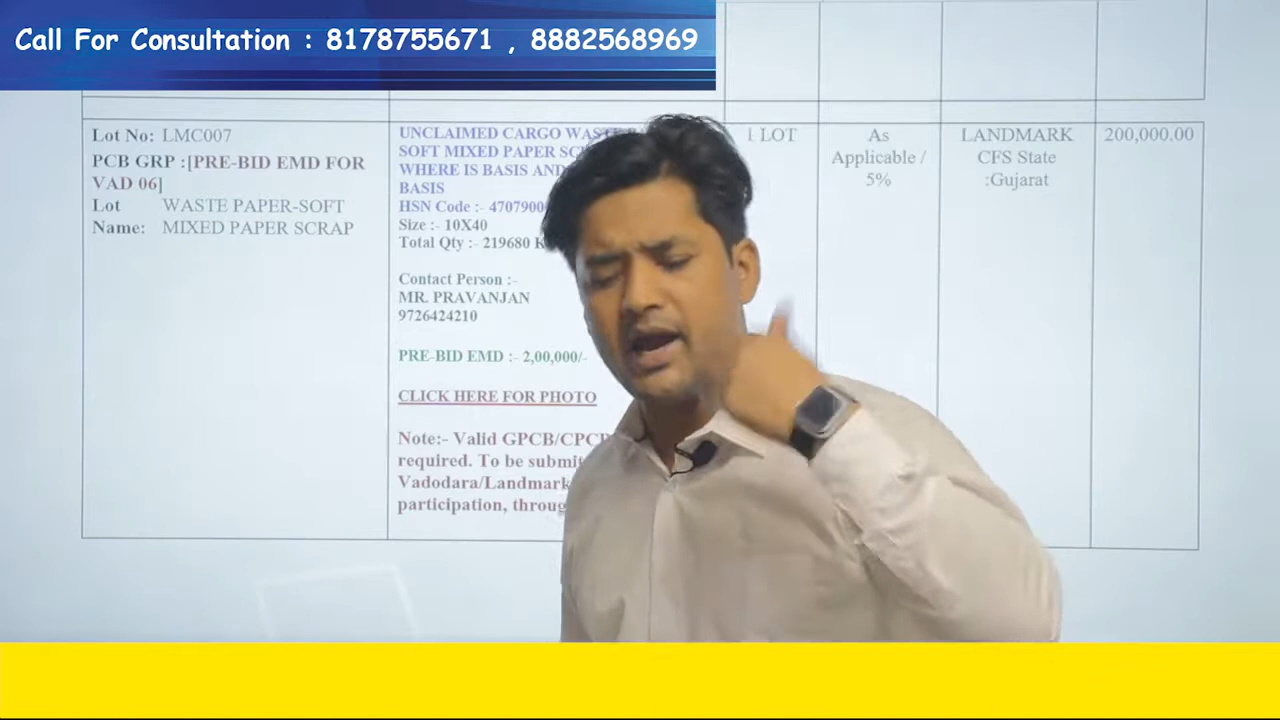 Call For Consultation : 8178755671 , 8882568969
Lot No: LMC007
PCB GRP :[PRE-BID EMD FOR
VAD 06]
Lot WASTE PAPER-SOFT
Name: MIXED PAPER SCRAP
UNCLAIMED CARGO WASTE
SOFT MIXED PAPER
WHERE IS BASIS AND
BASIS
HSN Code :- 4707900
Size :- 10X40
Total Qty :- 219680
Contact Person :-
MR. PRAVANJAN
9726424210
PRE-BID EMD :- 2,00,000/-
CLICK HERE FOR PHOTO
Note:- Valid GPCB/CPCB
required. To be
Vadodara/Landmark
participation,
1 LOT
As
Applicable /
5%
LANDMARK
CFS State
:Gujarat
200,000.00